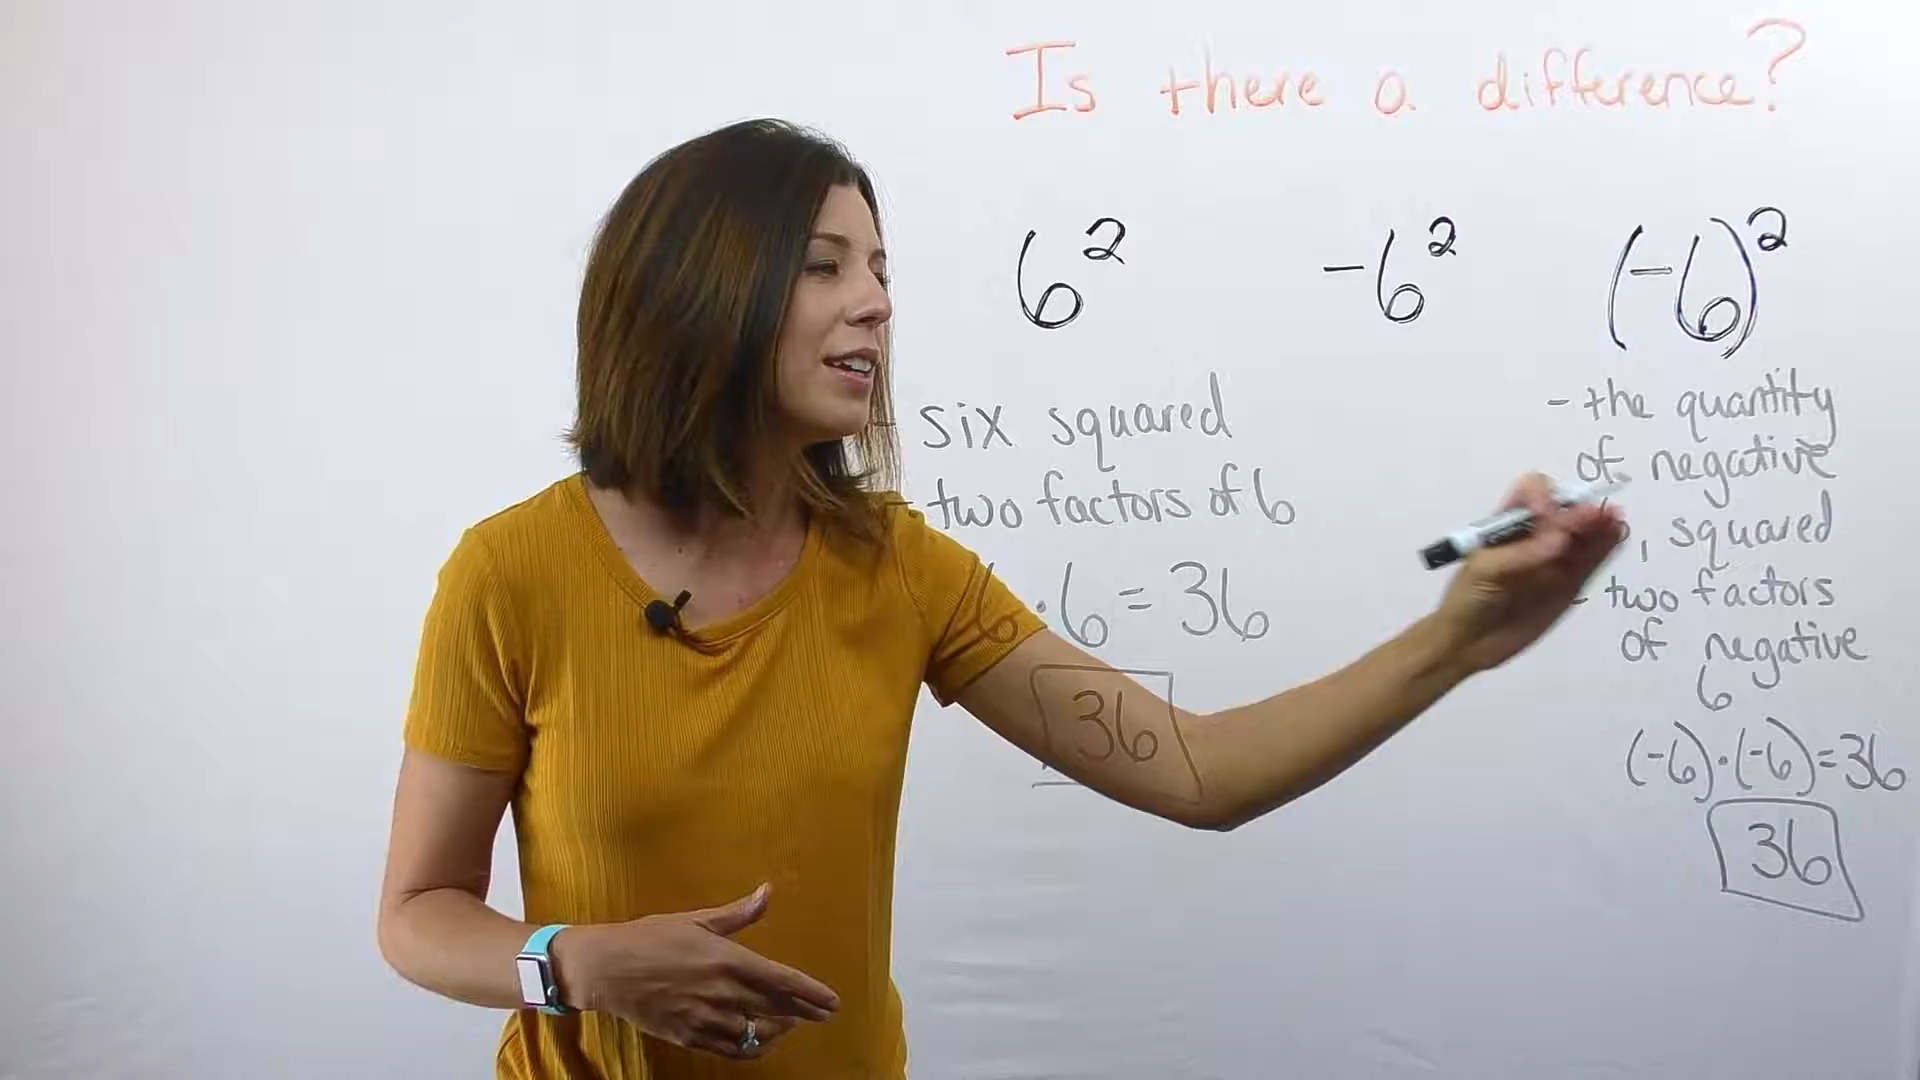 Is there a difference?
6² -6² (-6)²
- six squared
- two factors of 6
6 · 6 = 36
36
- the quantity
of negative
6, squared
- two factors
of negative
6
(-6)·(-6)=36
36